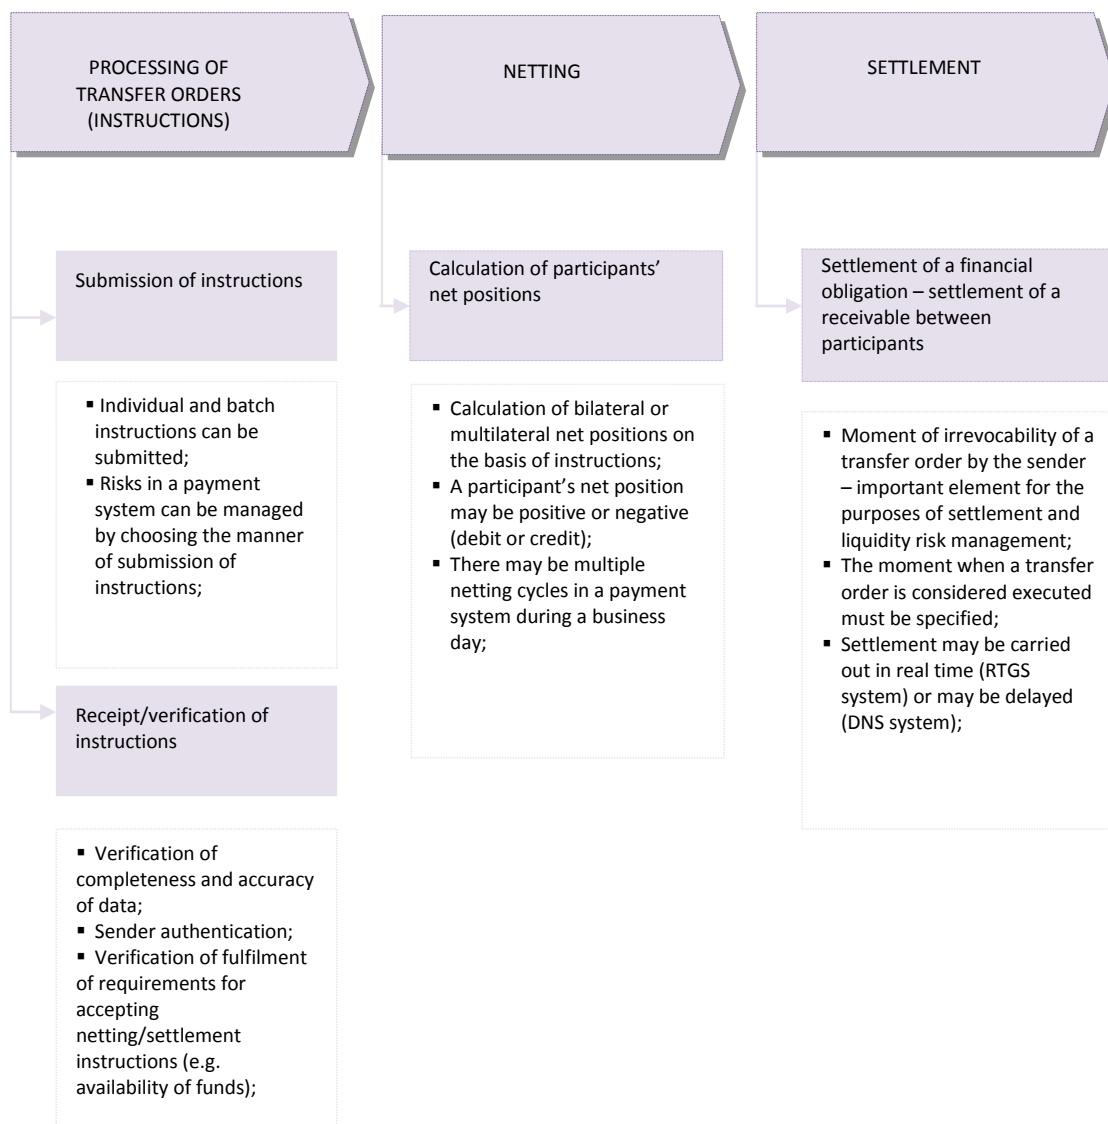 PROCESSING OF
TRANSFER ORDERS
(INSTRUCTIONS)
NETTING
SETTLEMENT
Submission of instructions
▪ Individual and batch
instructions can be
submitted;
▪ Risks in a payment
system can be managed
by choosing the manner
of submission of
instructions;
Receipt/verification of
instructions
▪ Verification of
completeness and accuracy
of data;
▪ Sender authentication;
▪ Verification of fulfilment
of requirements for
accepting
netting/settlement
instructions (e.g.
availability of funds);
Calculation of participants’
net positions
▪ Calculation of bilateral or
multilateral net positions on
the basis of instructions;
▪ A participant’s net position
may be positive or negative
(debit or credit);
▪ There may be multiple
netting cycles in a payment
system during a business
day;
Settlement of a financial
obligation – settlement of a
receivable between
participants
▪ Moment of irrevocability of a
transfer order by the sender
– important element for the
purposes of settlement and
liquidity risk management;
▪ The moment when a transfer
order is considered executed
must be specified;
▪ Settlement may be carried
out in real time (RTGS
system) or may be delayed
(DNS system);